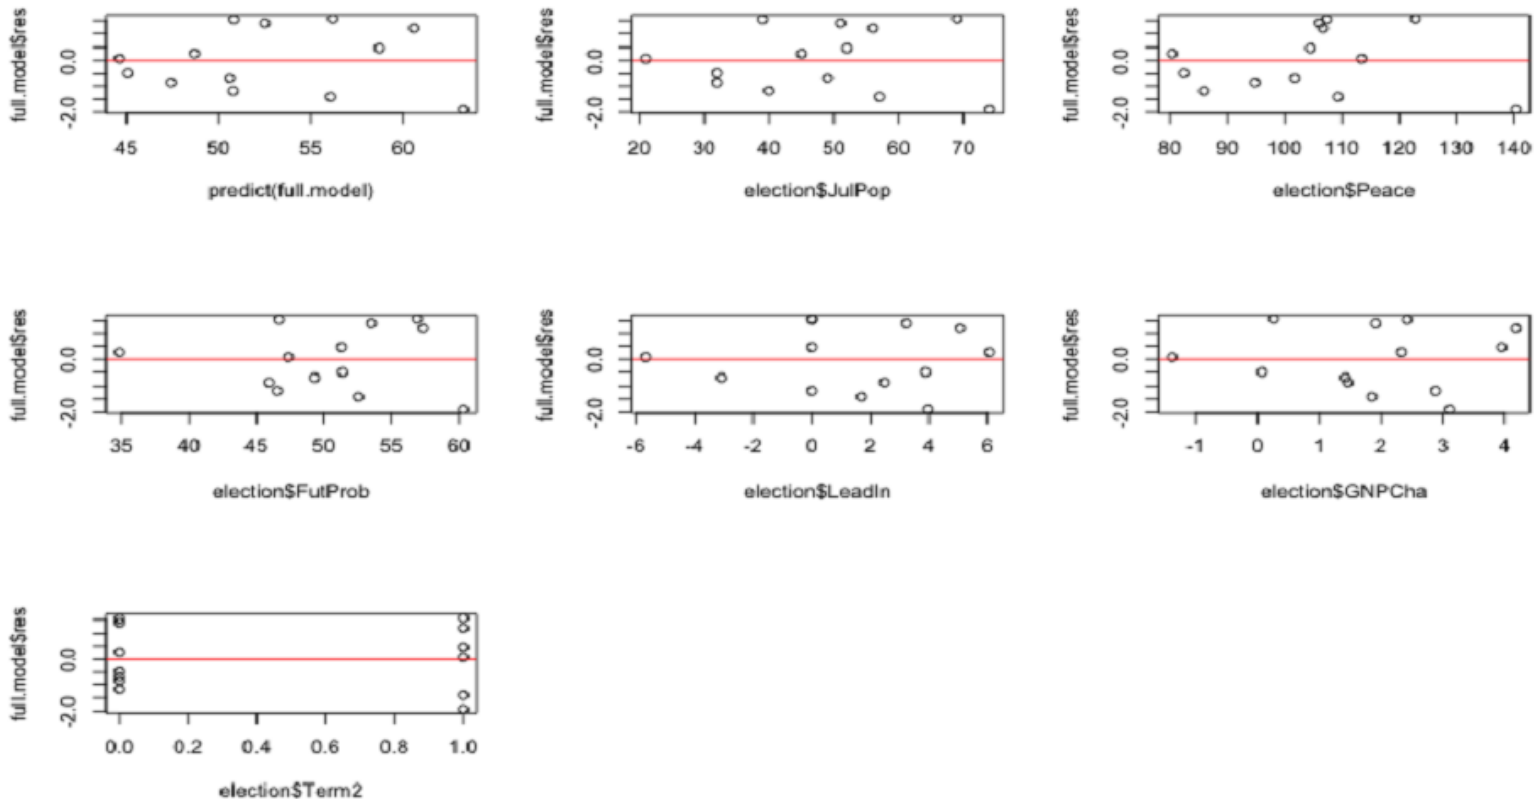 full.model$res
0.0
-2.0
45 50 55 60
predict(full.model)
full.model$res
0.0
-2.0
20 30 40 50 60 70
election$JulPop
full.model$res
0.0
-2.0
80 90 100 110 120 130 140
election$Peace
full.model$res
0.0
-2.0
35 40 45 50 55 60
election$FutProb
full.model$res
0.0
-2.0
-6 -4 -2 0 2 4 6
election$LeadIn
full.model$res
0.0
-2.0
-1 0 1 2 3 4
election$GNPCha
full.model$res
0.0
-2.0
0.0 0.2 0.4 0.6 0.8 1.0
election$Term2